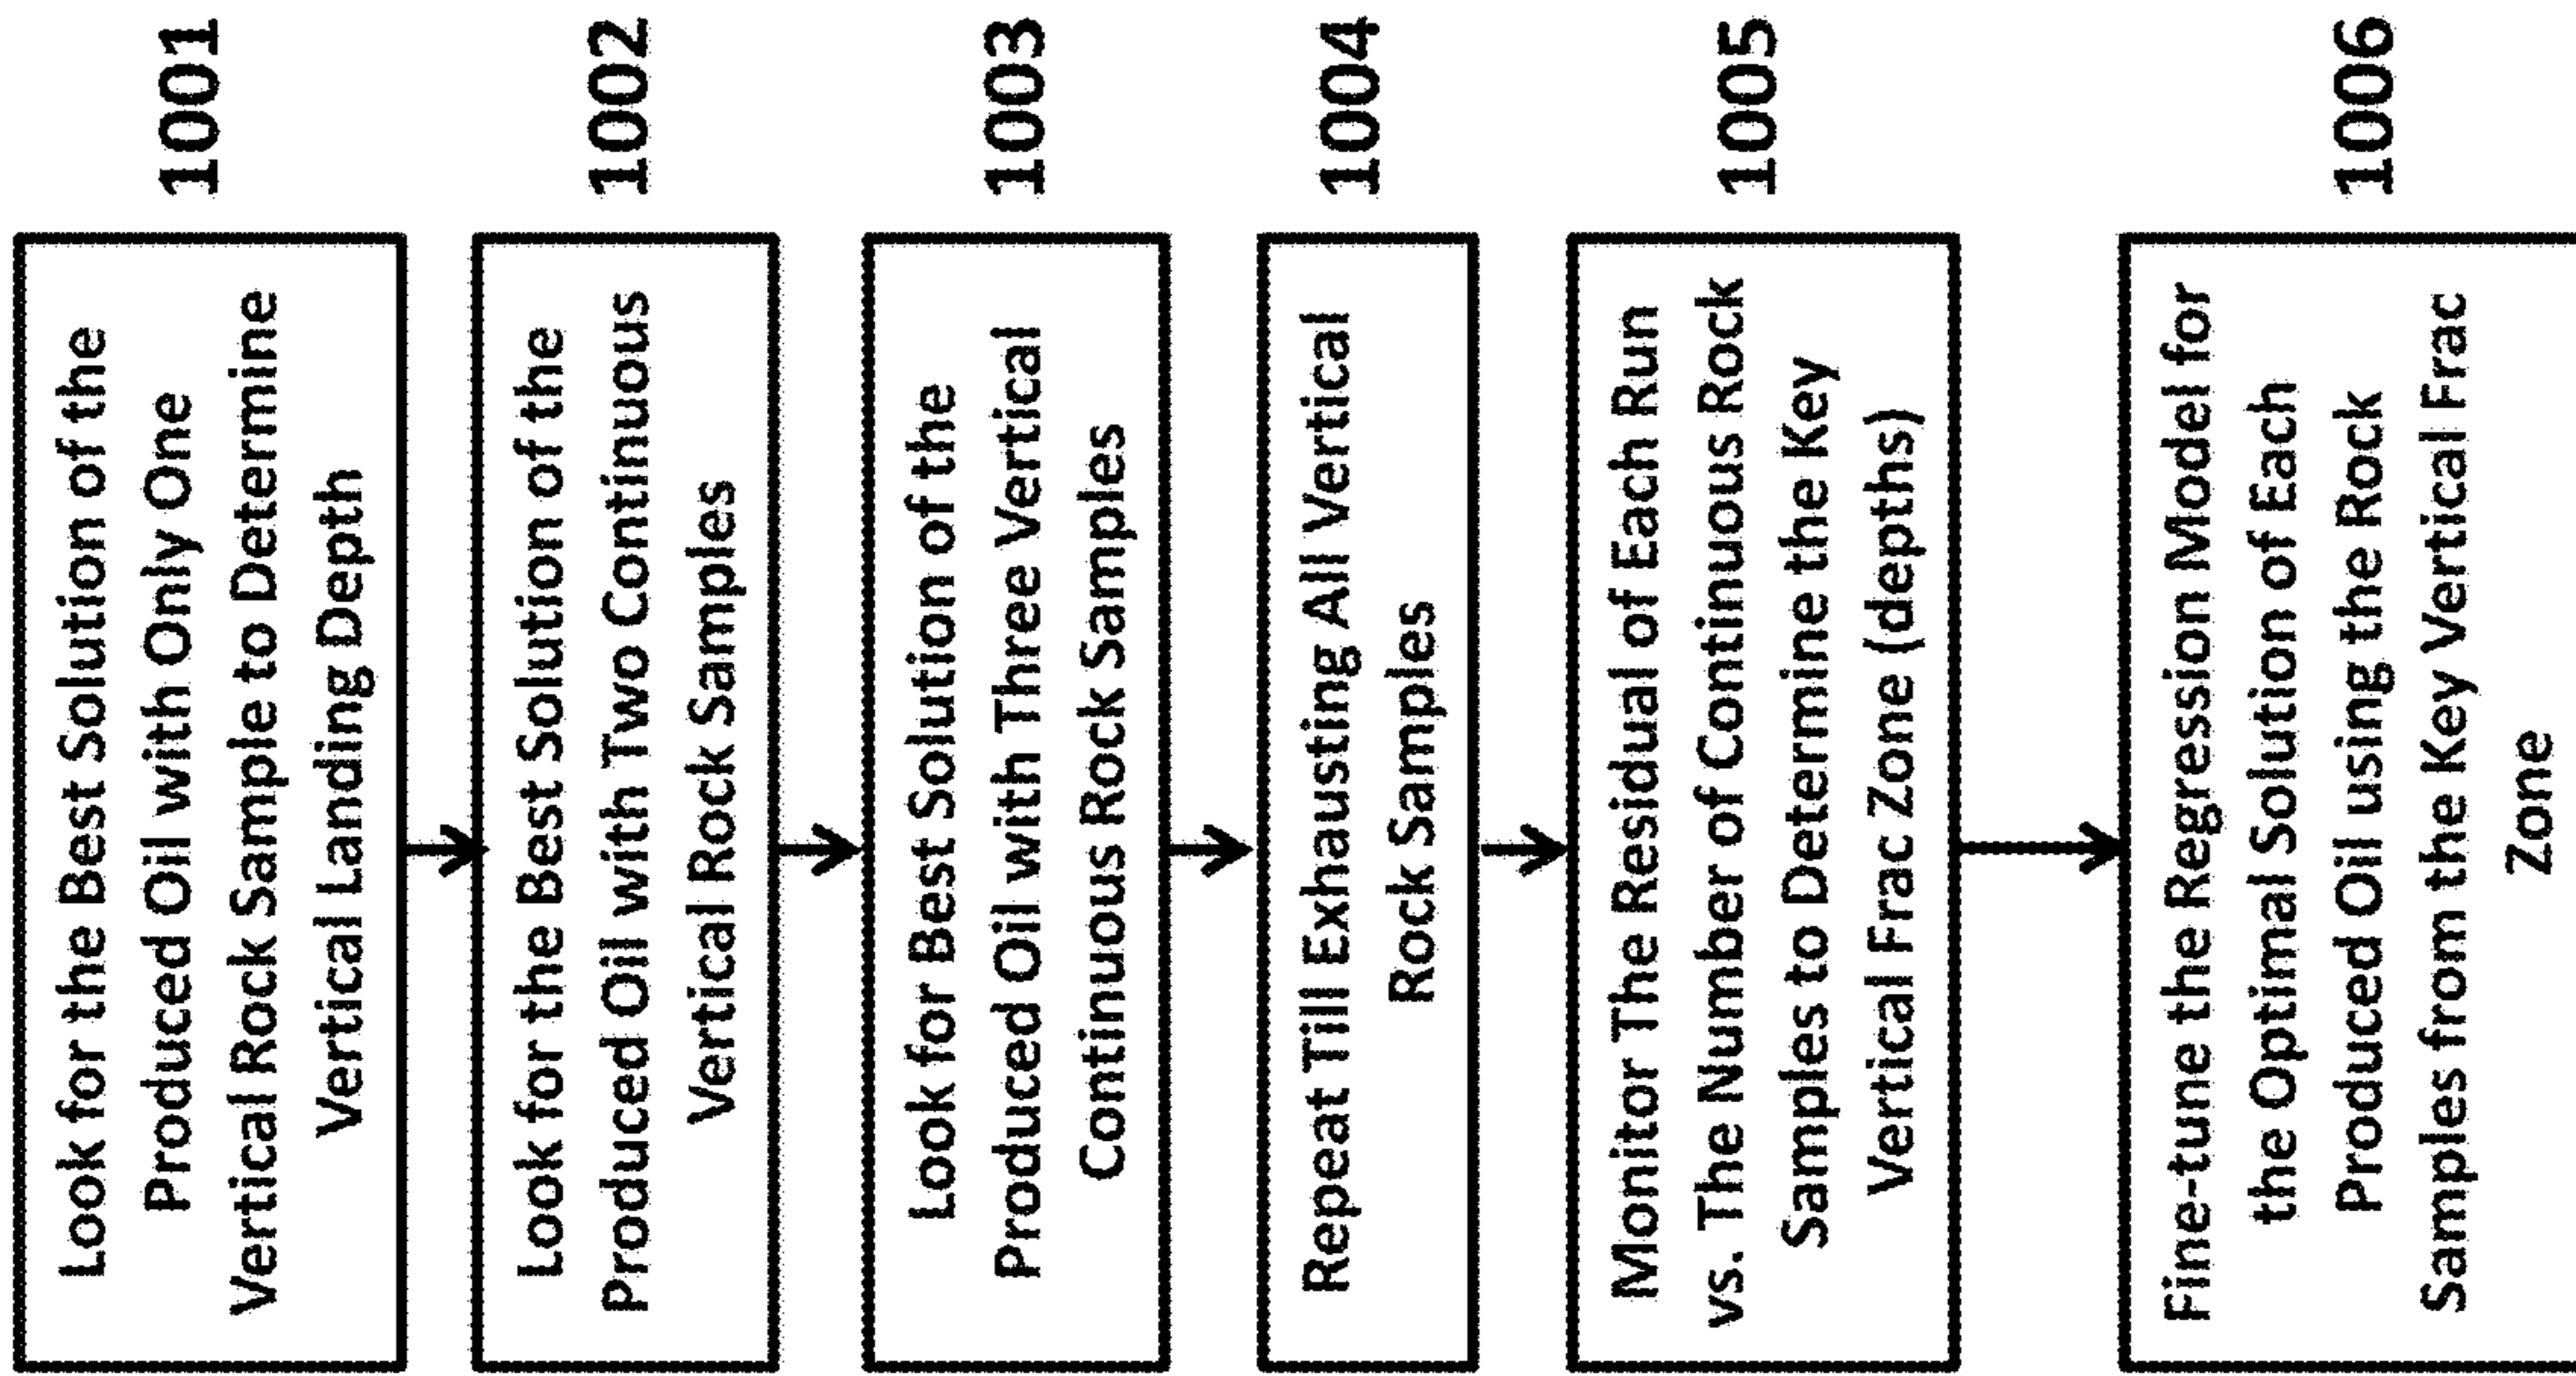 Look for the Best Solution of the
Produced Oil with Only One
Vertical Rock Sample to Determine
Vertical Landing Depth
1001
Look for the Best Solution of the
Produced Oil with Two Continuous
Vertical Rock Samples
1002
Look for Best Solution of the
Produced Oil with Three Vertical
Continuous Rock Samples
1003
Repeat Till Exhausting All Vertical
Rock Samples
1004
Monitor The Residual of Each Run
vs. The Number of Continuous Rock
Samples to Determine the Key
Vertical Frac Zone (depths)
1005
Fine-tune the Regression Model for
the Optimal Solution of Each
Produced Oil using the Rock
Samples from the Key Vertical Frac
Zone
1006